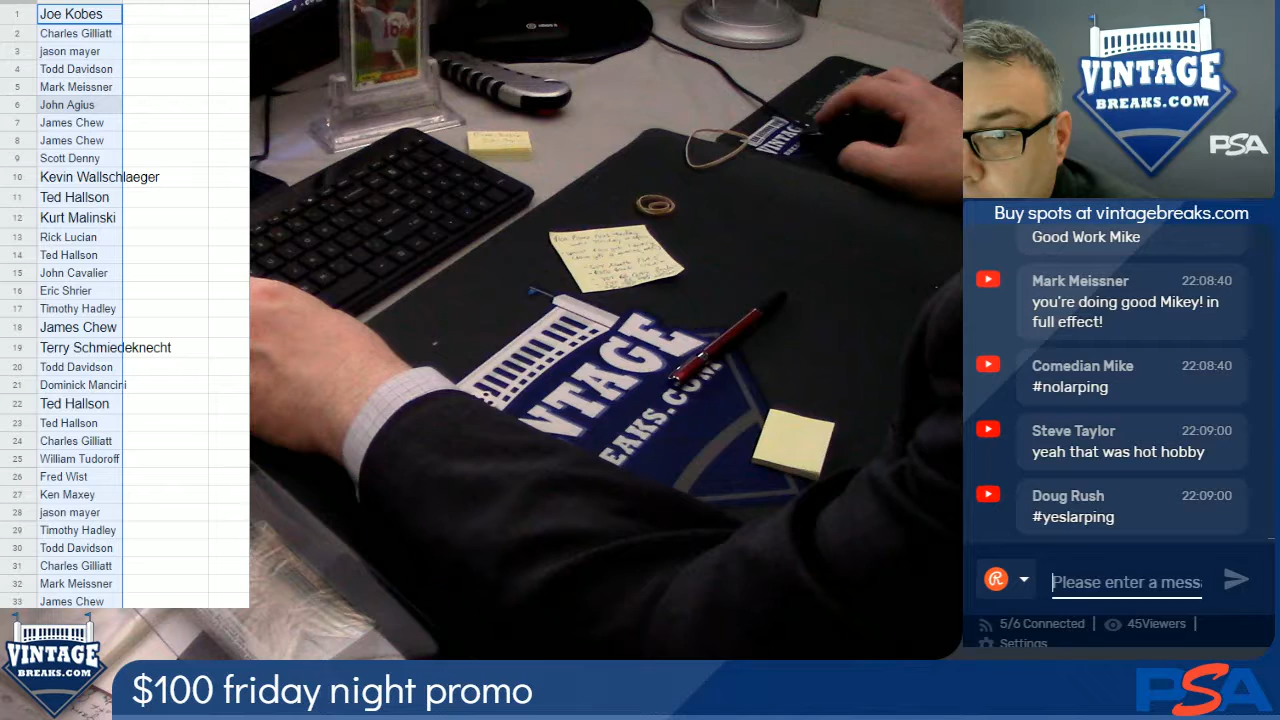 1 Joe Kobes
2 Charles Gilliatt
3 jason mayer
4 Todd Davidson
5 Mark Meissner
6 John Agius
7 James Chew
8 James Chew
9 Scott Denny
10 Kevin Wallschlaeger
11 Ted Hallson
12 Kurt Malinski
13 Rick Lucian
14 Ted Hallson
15 John Cavalier
16 Eric Shrier
17 Timothy Hadley
18 James Chew
19 Terry Schmiedeknecht
20 Todd Davidson
21 Dominick Mancini
22 Ted Hallson
23 Ted Hallson
24 Charles Gilliatt
25 William Tudoroff
26 Fred Wist
27 Ken Maxey
28 jason mayer
29 Timothy Hadley
30 Todd Davidson
31 Charles Gilliatt
32 Mark Meissner
33 James Chew
VINTAGE
BREAKS.COM
16
VINTAGE
NTAGE
EAKS.COM
VINTAGE
BREAKS.COM
PSA
Buy spots at vintagebreaks.com
Good Work Mike
Mark Meissner 22:08:40
you're doing good Mikey! in
full effect!
Comedian Mike 22:08:40
#nolarping
Steve Taylor 22:09:00
yeah that was hot hobby
Doug Rush 22:09:00
#yeslarping
Please enter a messa
5/6 Connected | 45Viewers |
Settings
$100 friday night promo
PSA